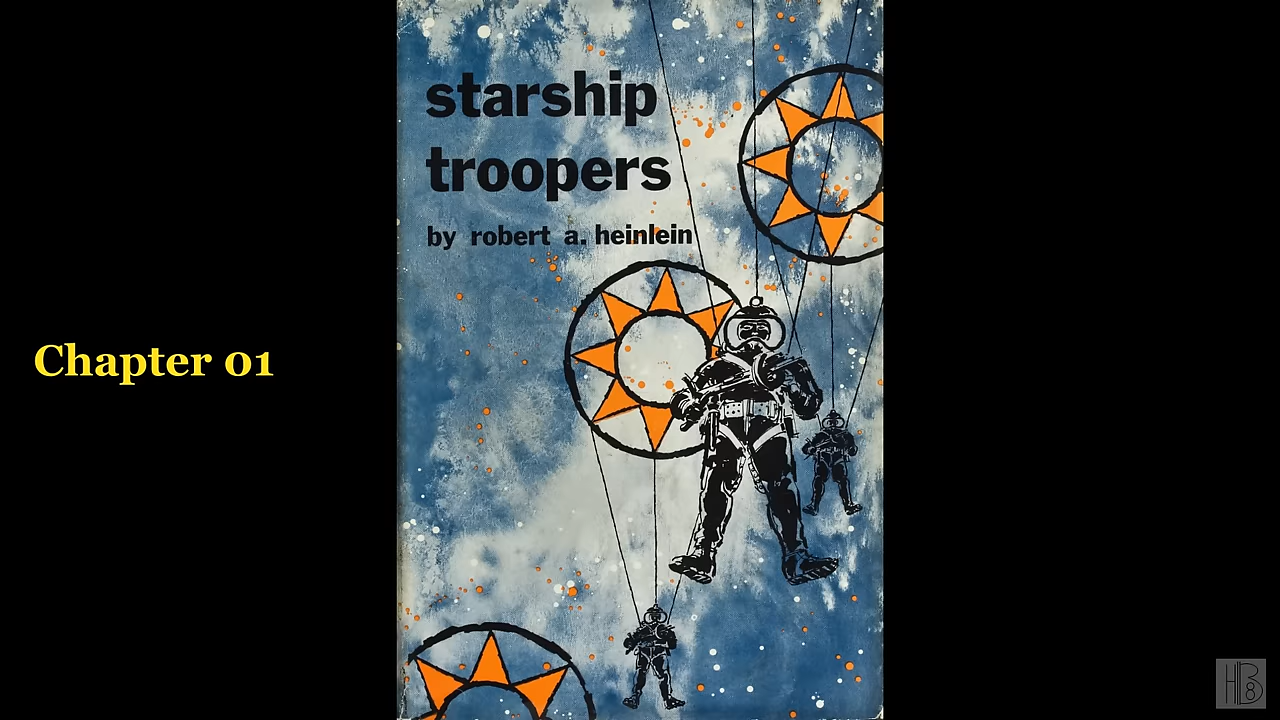 starship
troopers
by robert a. heinlein
Chapter 01